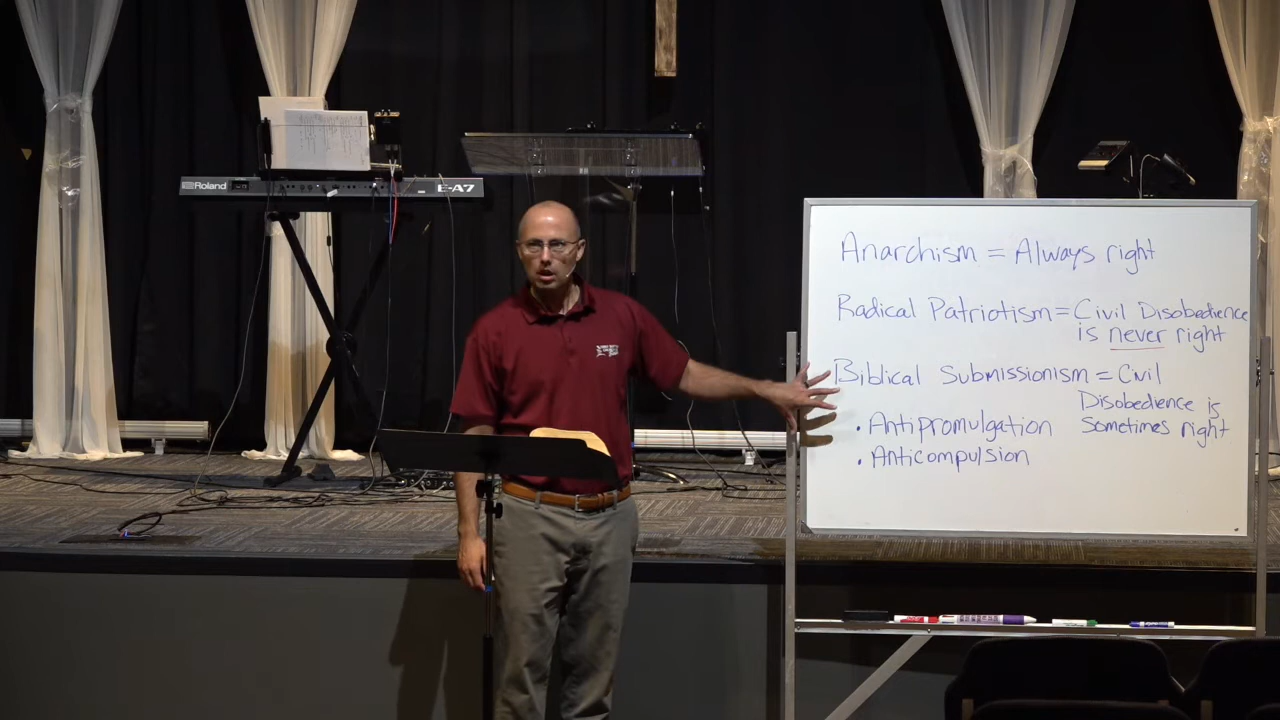 Roland
E-A7
Anarchism = Always right
Radical Patriotism = Civil Disobedience
is never right
Biblical Submissionism = Civil
Disobedience is
• Antipromulgation Sometimes right
• Anticompulsion